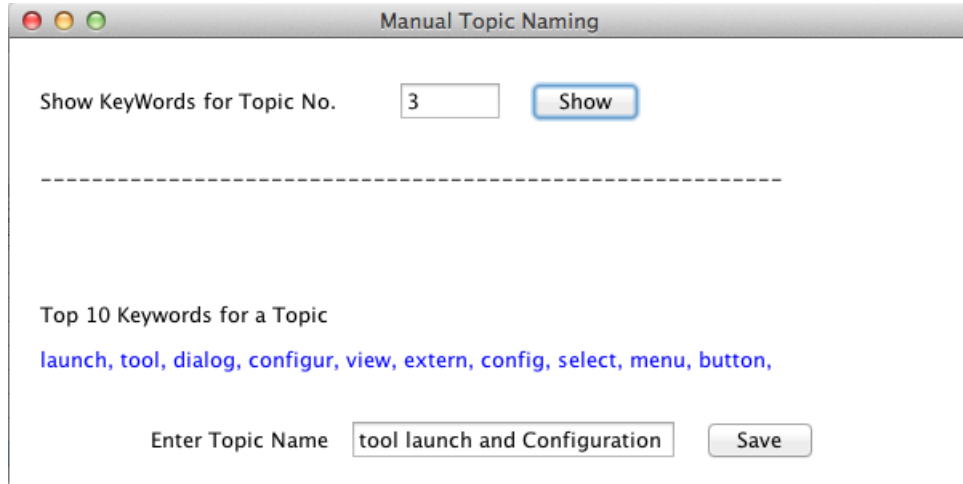 Manual Topic Naming
Show KeyWords for Topic No. 3 Show
----------------------------------------------------------
Top 10 Keywords for a Topic
launch, tool, dialog, configur, view, extern, config, select, menu, button,
Enter Topic Name tool launch and Configuration Save